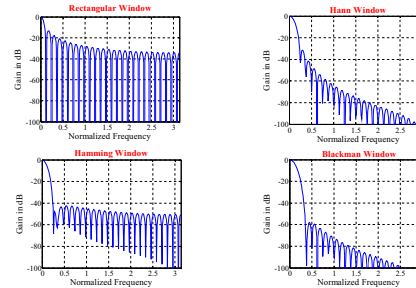 Rectangular Window
Gain in dB
0
-20
-40
-60
-80
-100
0 0.5 1 1.5 2 2.5 3
Normalized Frequency
Hann Window
Gain in dB
0
-20
-40
-60
-80
-100
0 0.5 1 1.5 2 2.5
Normalized Frequency
Hamming Window
Gain in dB
0
-20
-40
-60
-80
-100
0 0.5 1 1.5 2 2.5 3
Normalized Frequency
Blackman Window
Gain in dB
0
-20
-40
-60
-80
-100
0 0.5 1 1.5 2 2.5
Normalized Frequency